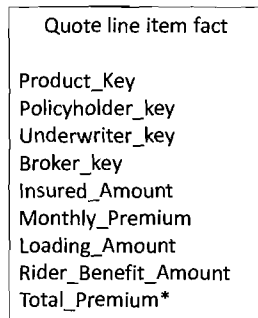 Quote line item fact
Product_Key
Policyholder_key
Underwriter_key
Broker_key
Insured_Amount
Monthly_Premium
Loading_Amount
Rider_Benefit_Amount
Total_Premium*